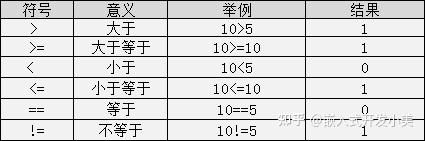 符号 意义 举例 结果
> 大于 10>5 1
>= 大于等于 10>=10 1
< 小于 10<5 0
<= 小于等于 10<=10 1
== 等于 10==5 0
!= 不等于 10!=5 1
知乎 @嵌入式开发小美